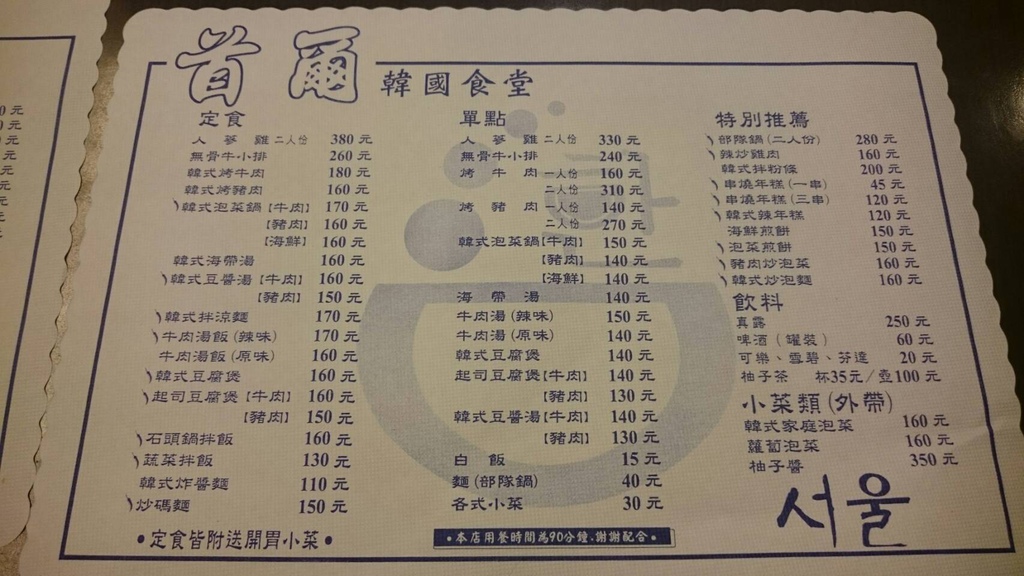 首爾 韓國食堂
定食
人蔘雞 二人份 380元
無骨牛小排 260元
韓式烤牛肉 180元
韓式烤豬肉 160元
韓式泡菜鍋【牛肉】 170元
【豬肉】 160元
【海鮮】 160元
韓式海帶湯 160元
韓式豆醬湯【牛肉】 160元
【豬肉】 150元
韓式拌涼麵 170元
牛肉湯飯(辣味) 170元
牛肉湯飯(原味) 160元
韓式豆腐煲 160元
起司豆腐煲【牛肉】 160元
【豬肉】 150元
石頭鍋拌飯 160元
蔬菜拌飯 130元
韓式炸醬麵 110元
炒碼麵 150元
•定食皆附送開胃小菜•
單點
人蔘雞 二人份 330元
無骨牛小排 240元
烤牛肉 一人份 160元
二人份 310元
烤豬肉 一人份 140元
二人份 270元
韓式泡菜鍋【牛肉】 150元
【豬肉】 140元
【海鮮】 140元
海帶湯 140元
牛肉湯(辣味) 150元
牛肉湯(原味) 140元
韓式豆腐煲 140元
起司豆腐煲【牛肉】 140元
【豬肉】 130元
韓式豆醬湯【牛肉】 140元
【豬肉】 130元
白飯 15元
麵(部隊鍋) 40元
各式小菜 30元
•本店用餐時間為90分鐘、謝謝配合•
特別推薦
部隊鍋(二人份) 280元
辣炒雞肉 160元
韓式拌粉條 200元
串燒年糕(一串) 45元
串燒年糕(三串) 120元
韓式辣年糕 120元
海鮮煎餅 150元
泡菜煎餅 150元
豬肉炒泡菜 160元
韓式炒泡麵 160元
飲料
真露 250元
啤酒(罐裝) 60元
可樂、雪碧、芬達 20元
柚子茶 杯35元/壺100元
小菜類(外帶)
韓式家庭泡菜 160元
蘿蔔泡菜 160元
柚子醬 350元
서울